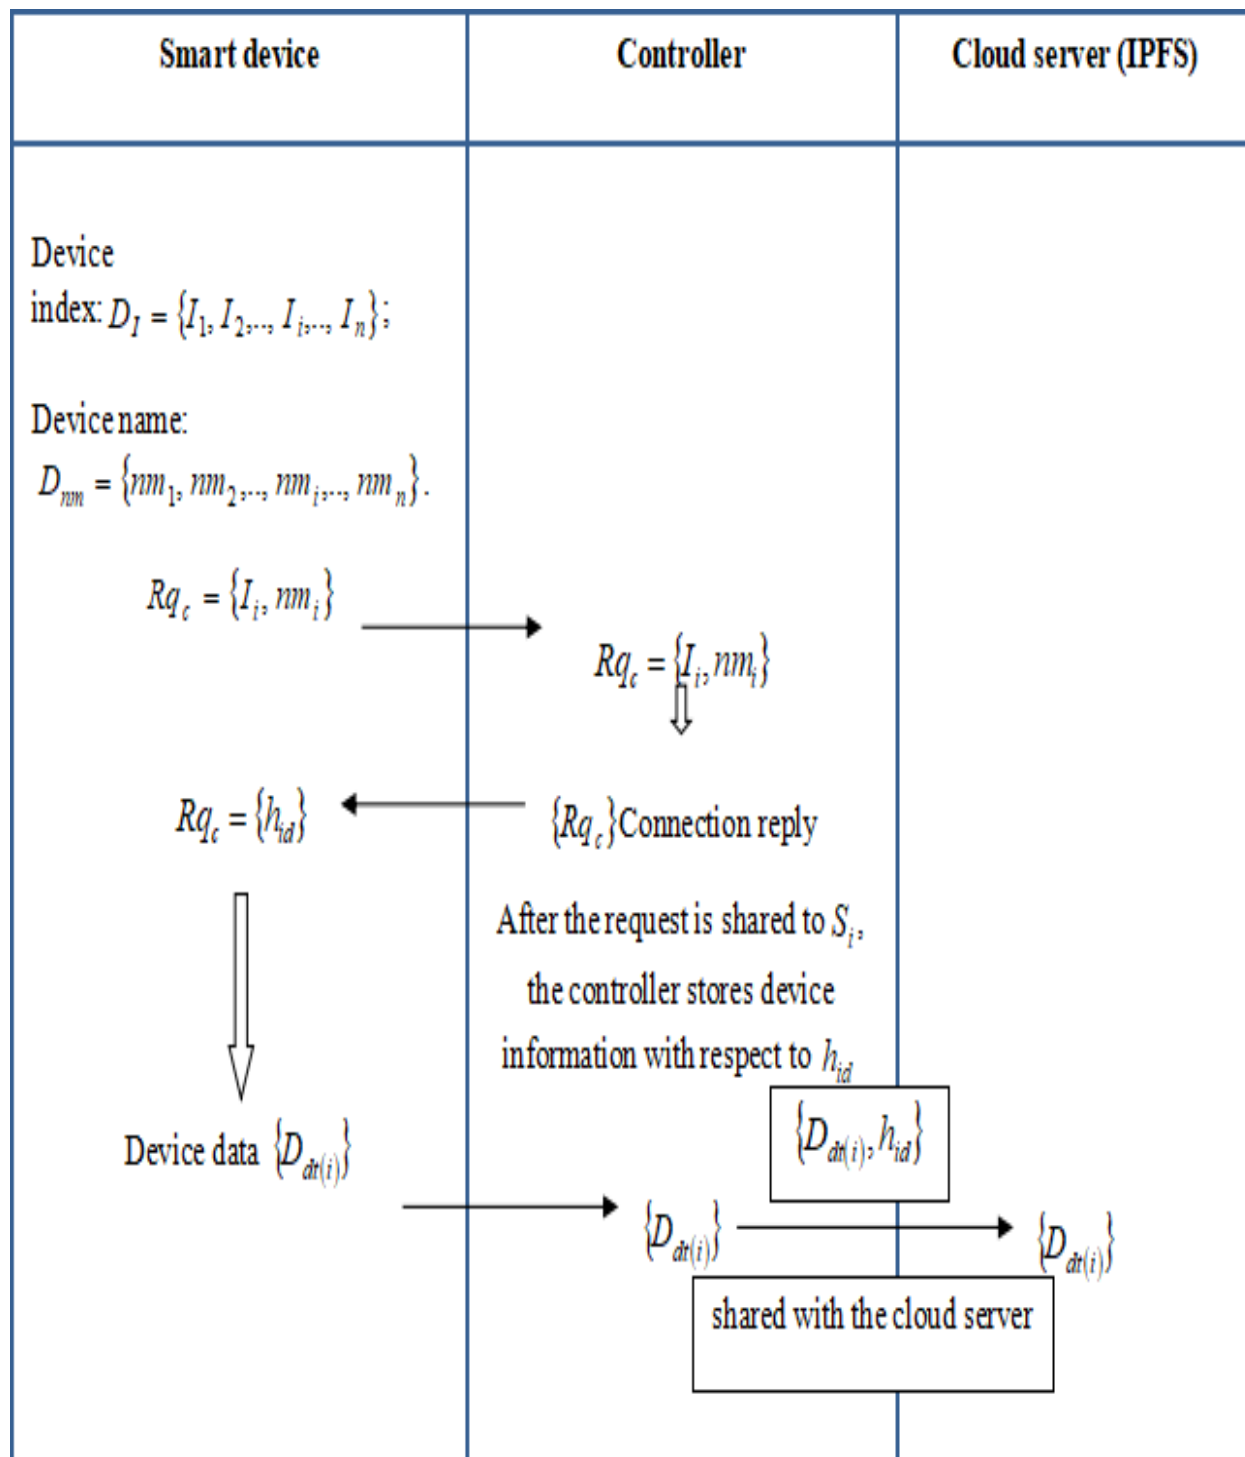 Smart device
Controller
Cloud server (IPFS)
Device
index: D_I = {I_1, I_2,.., I_i,.., I_n};
Device name:
D_nm = {nm_1, nm_2,.., nm_i,.., nm_n}.
Rq_c = {I_i, nm_i}
Rq_c = {I_i, nm_i}
Rq_c = {h_id}
{Rq_c}Connection reply
After the request is shared to S_i,
the controller stores device
information with respect to h_id
{D_dt(i), h_id}
Device data {D_dt(i)}
{D_dt(i)}
{D_dt(i)}
shared with the cloud server